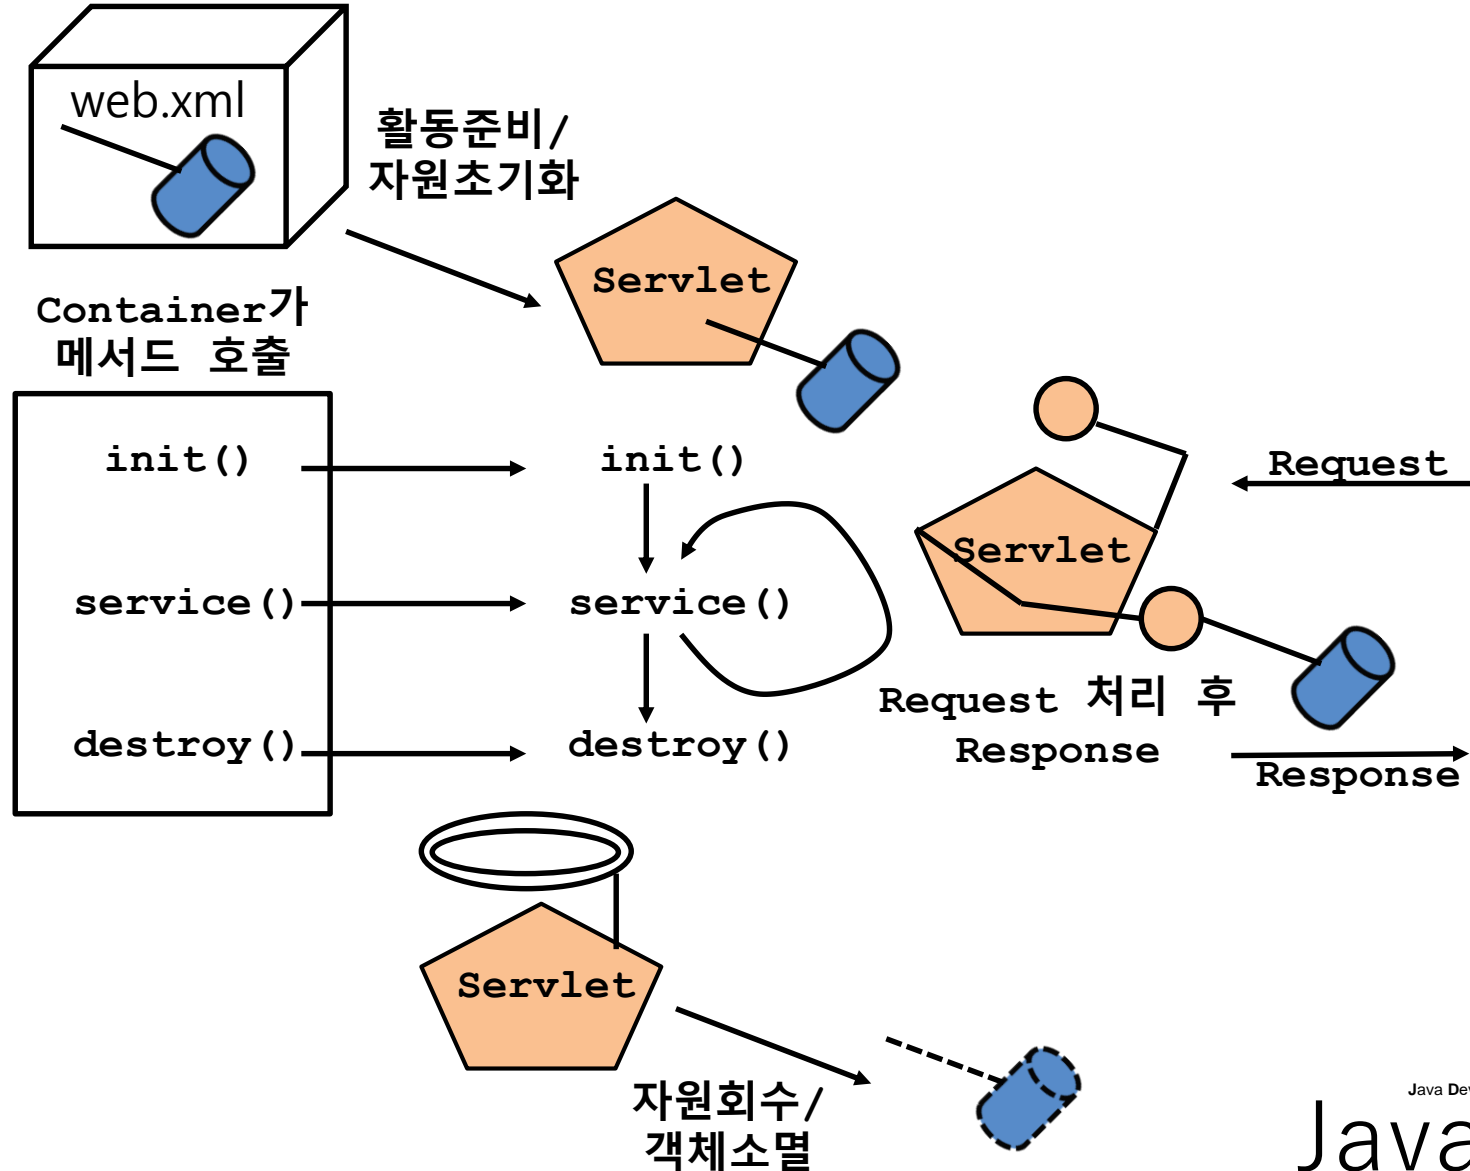 web.xml
활동준비/
자원초기화
Servlet
Container가
메서드 호출
init()
init()
Request
Servlet
service()
service()
Request 처리 후
Response
destroy()
destroy()
Response
Servlet
자원회수/
객체소멸
Java Dev
Java